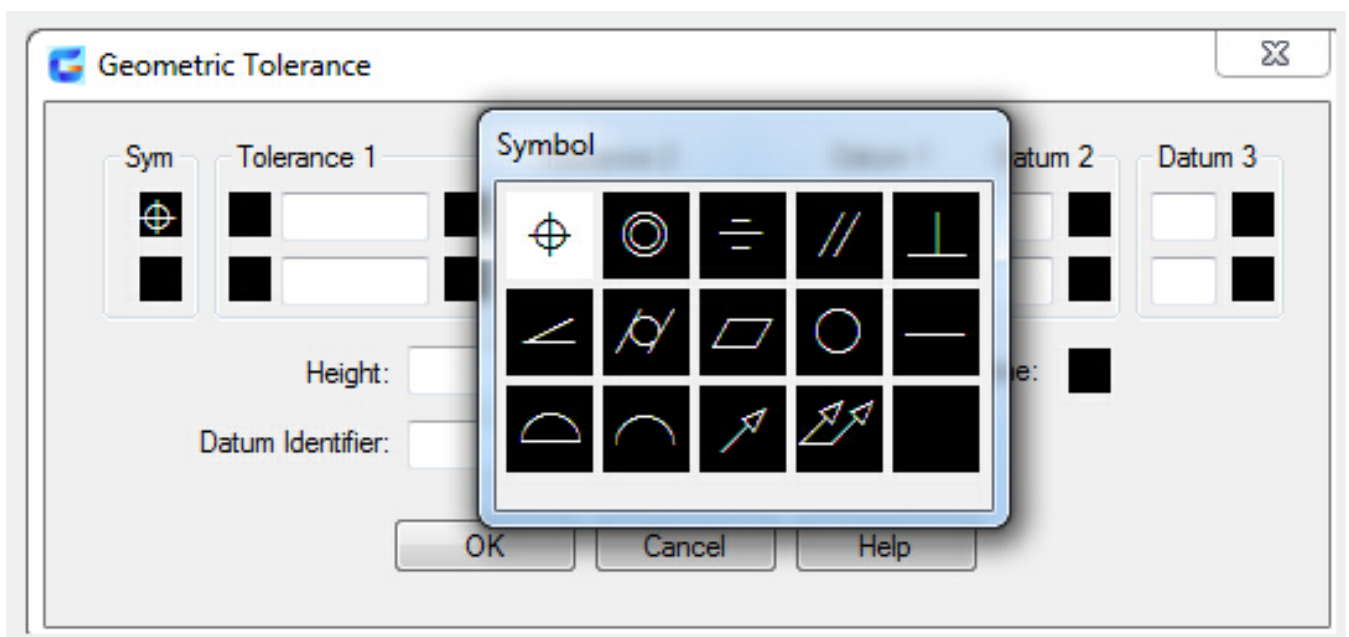 Geometric Tolerance
Symbol
Sym Tolerance 1 atum 2 Datum 3
Height: e:
Datum Identifier:
OK Cancel Help